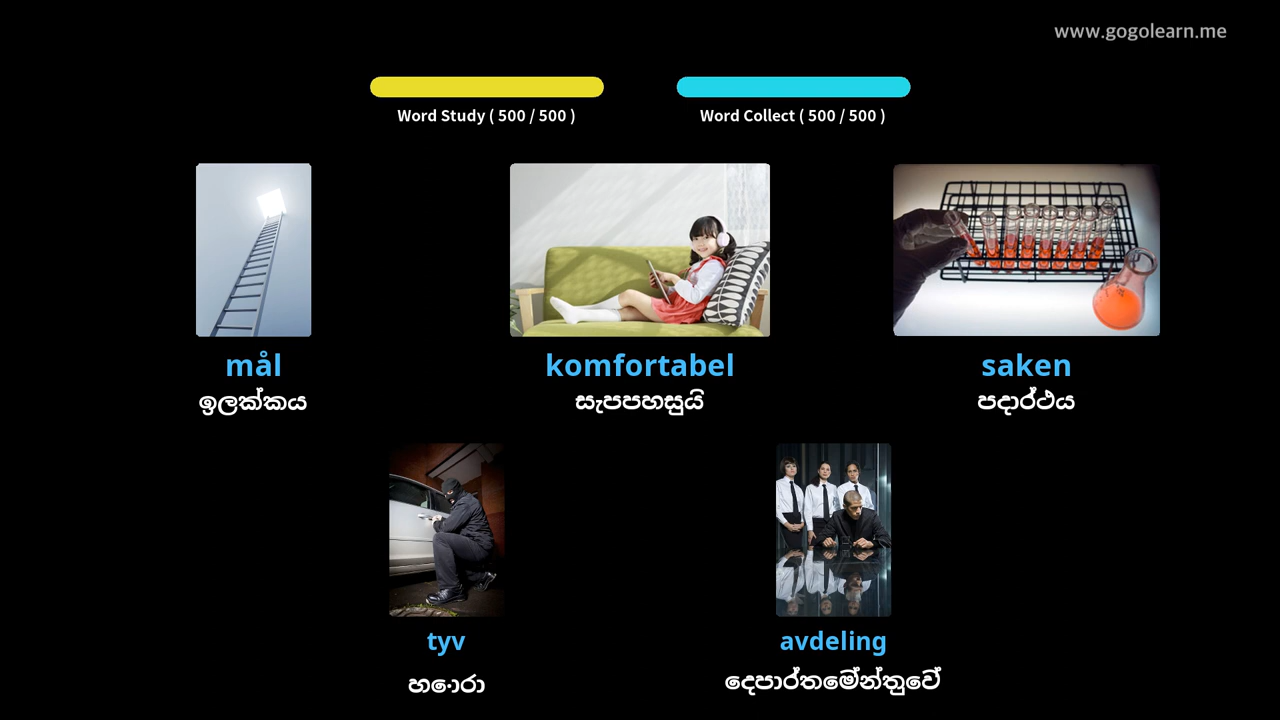 www.gogolearn.me
Word Study ( 500 / 500 )
Word Collect ( 500 / 500 )
mål
ඉලක්කය
komfortabel
සැපපහසුයි
saken
පදාර්ථය
tyv
හොරා
avdeling
දෙපාර්තමේන්තුවේ